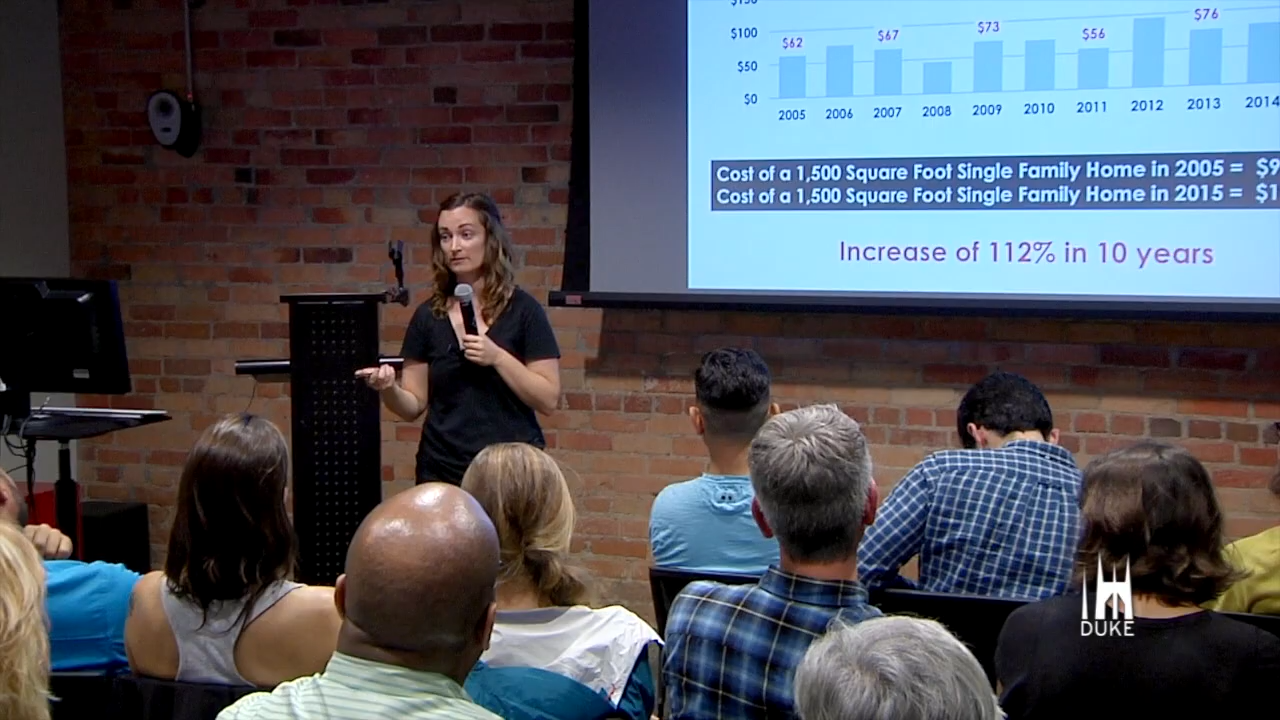 $150
$100
$50
$0
$62
$67
$73
$56
$76
2005 2006 2007 2008 2009 2010 2011 2012 2013 2014
Cost of a 1,500 Square Foot Single Family Home in 2005 = $9
Cost of a 1,500 Square Foot Single Family Home in 2015 = $1
Increase of 112% in 10 years
DUKE